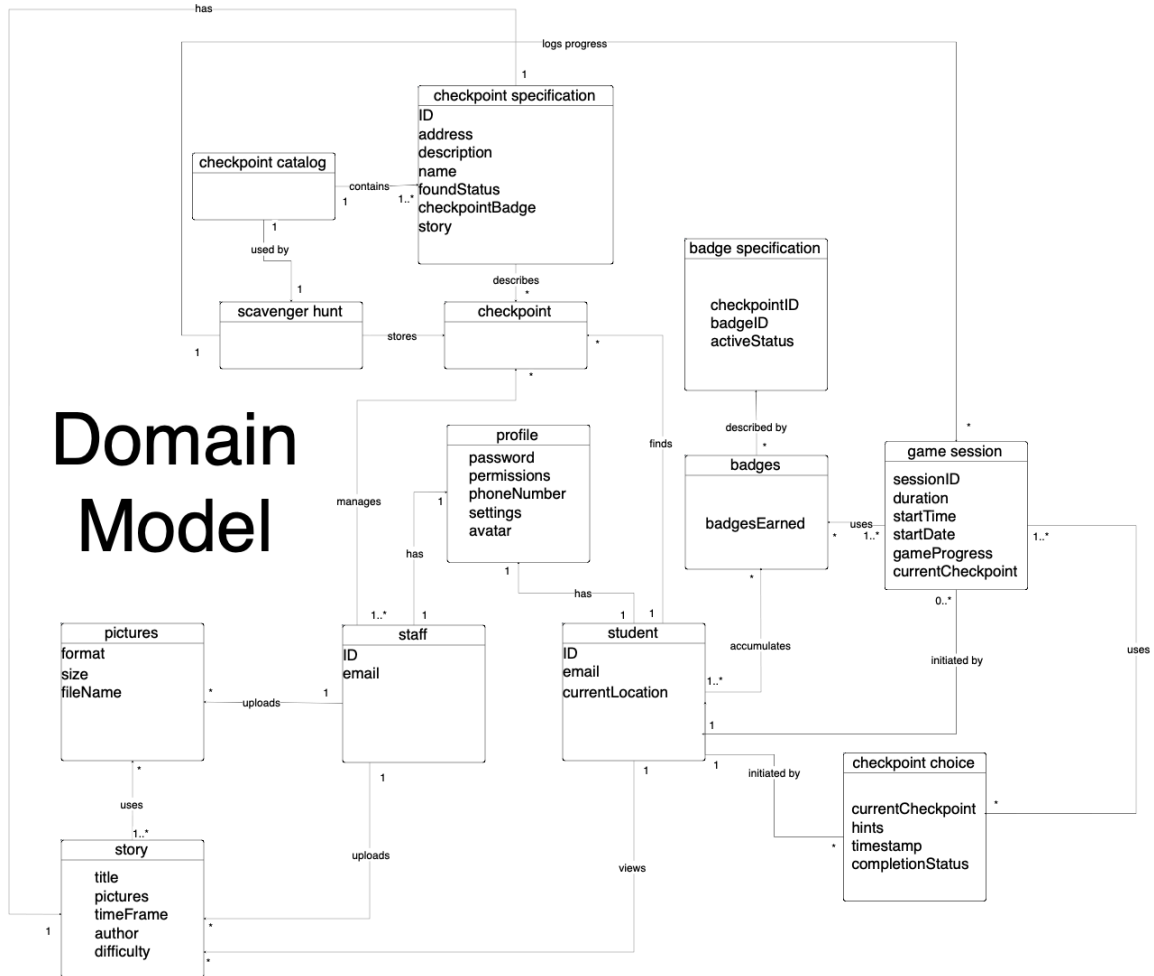 has
logs progress
1
checkpoint specification
ID
address
description
name
foundStatus
checkpointBadge
story
checkpoint catalog
contains
1
1..*
1
used by
1
badge specification
checkpointID
badgeID
activeStatus
describes
*
scavenger hunt
1
stores
checkpoint
*
*
Domain
Model
profile
password
permissions
phoneNumber
settings
avatar
finds
described by
*
badges
badgesEarned
*
game session
sessionID
duration
startTime
startDate
gameProgress
currentCheckpoint
uses
*
1..*
1..*
manages
1
has
1
has
*
0..*
1..*
1
1
1
pictures
format
size
fileName
staff
ID
email
student
ID
email
currentLocation
accumulates
1..*
initiated by
uses
*
uploads
1
1
*
1
1
1
initiated by
checkpoint choice
currentCheckpoint
hints
timestamp
completionStatus
*
*
uses
1..*
story
title
pictures
timeFrame
author
difficulty
uploads
views
1
*
*